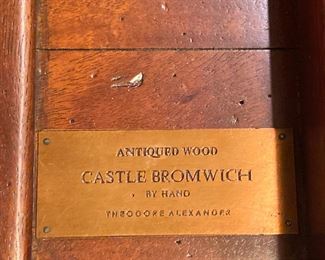 ANTIQUED WOOD
CASTLE BROMWICH
BY HAND
THEODORE ALEXANDER